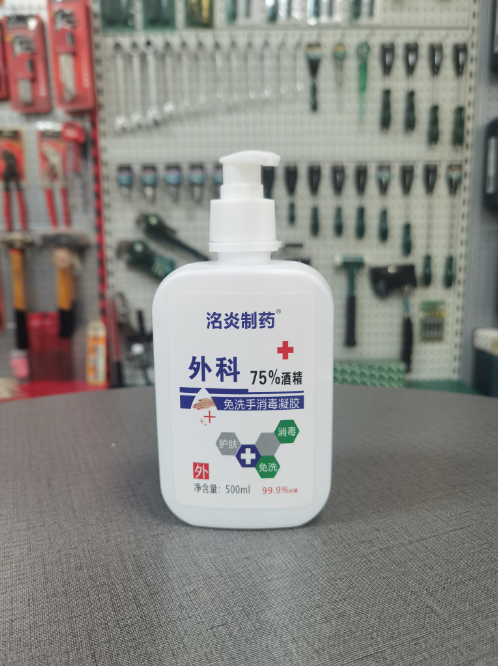 洺炎制药®
外科 75%酒精
免洗手消毒凝胶
消毒
护肤
免洗
外
净含量：500ml 99.9%